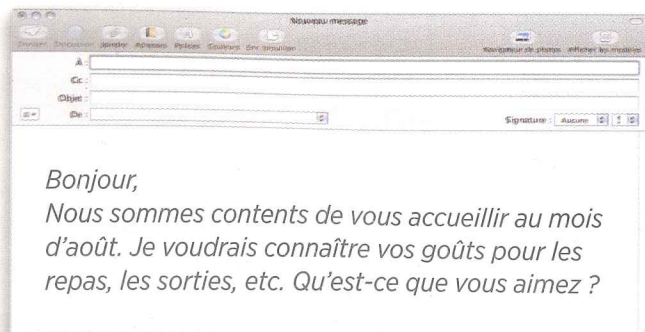 Nouveau message
Envoyer Discussion Joindre Adresses Polices Couleurs Enr. brouillon Navigateur de photos Afficher les modèles
À :
Cc :
Objet :
De : Signature : Aucune
Bonjour,
Nous sommes contents de vous accueillir au mois
d'août. Je voudrais connaître vos goûts pour les
repas, les sorties, etc. Qu'est-ce que vous aimez ?